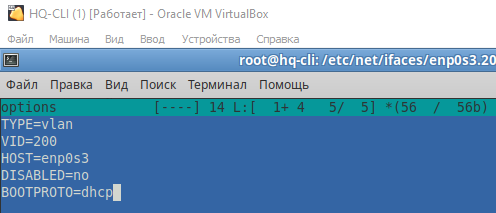 HQ-CLI (1) [Работает] - Oracle VM VirtualBox
Файл Машина Вид Ввод Устройства Справка
root@hq-cli: /etc/net/ifaces/enp0s3.20
Файл Правка Вид Поиск Терминал Помощь
options [----] 14 L:[ 1+ 4 5/ 5] *(56 / 56b)
TYPE=vlan
VID=200
HOST=enp0s3
DISABLED=no
BOOTPROTO=dhcp